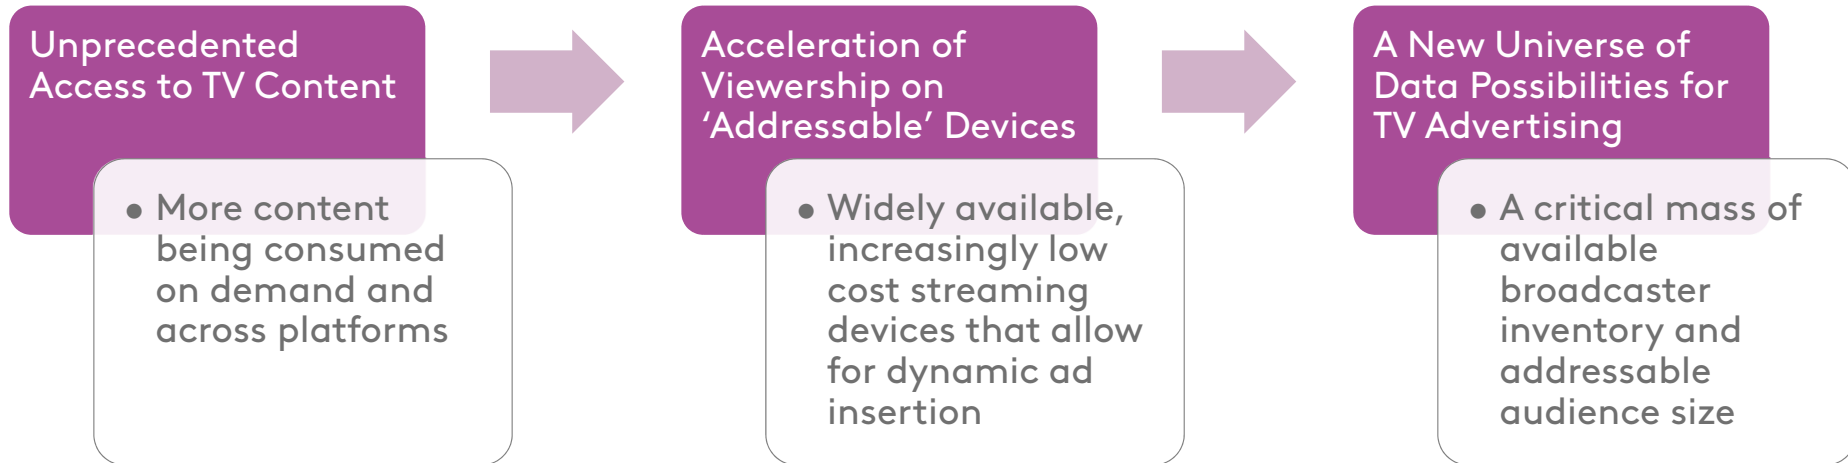 Unprecedented
Access to TV Content
• More content
being consumed
on demand and
across platforms
Acceleration of
Viewership on
‘Addressable’ Devices
• Widely available,
increasingly low
cost streaming
devices that allow
for dynamic ad
insertion
A New Universe of
Data Possibilities for
TV Advertising
• A critical mass of
available
broadcaster
inventory and
addressable
audience size